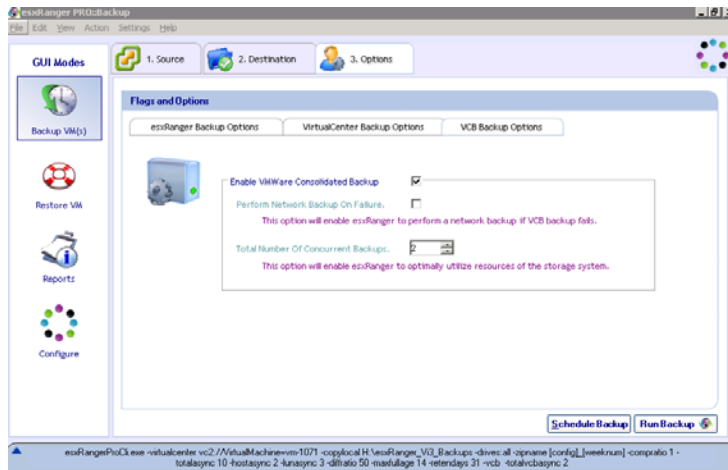 esxRanger PRO::Backup
File Edit View Action Settings Help
GUI Modes
1. Source
2. Destination
3. Options
Flags and Options
esxRanger Backup Options
VirtualCenter Backup Options
VCB Backup Options
Backup VM(s)
Enable VMWare Consolidated Backup
Perform Network Backup On Failure.
This option will enable esxRanger to perform a network backup if VCB backup fails.
Restore VM
Total Number Of Concurrent Backups.
2
This option will enable esxRanger to optimally utilize resources of the storage system.
Reports
Configure
Schedule Backup
Run Backup
esxRangerProCli.exe -virtualcenter vc2://VirtualMachine=vm-1071 -copylocal H:\esxRanger_Vi3_Backups -drives:all -zipname [config]_[weeknum] -compratio 1 -
totalasync 10 -hostasync 2 -lunasync 3 -diffratio 50 -maxfullage 14 -retendays 31 -vcb -totalvcbasync 2